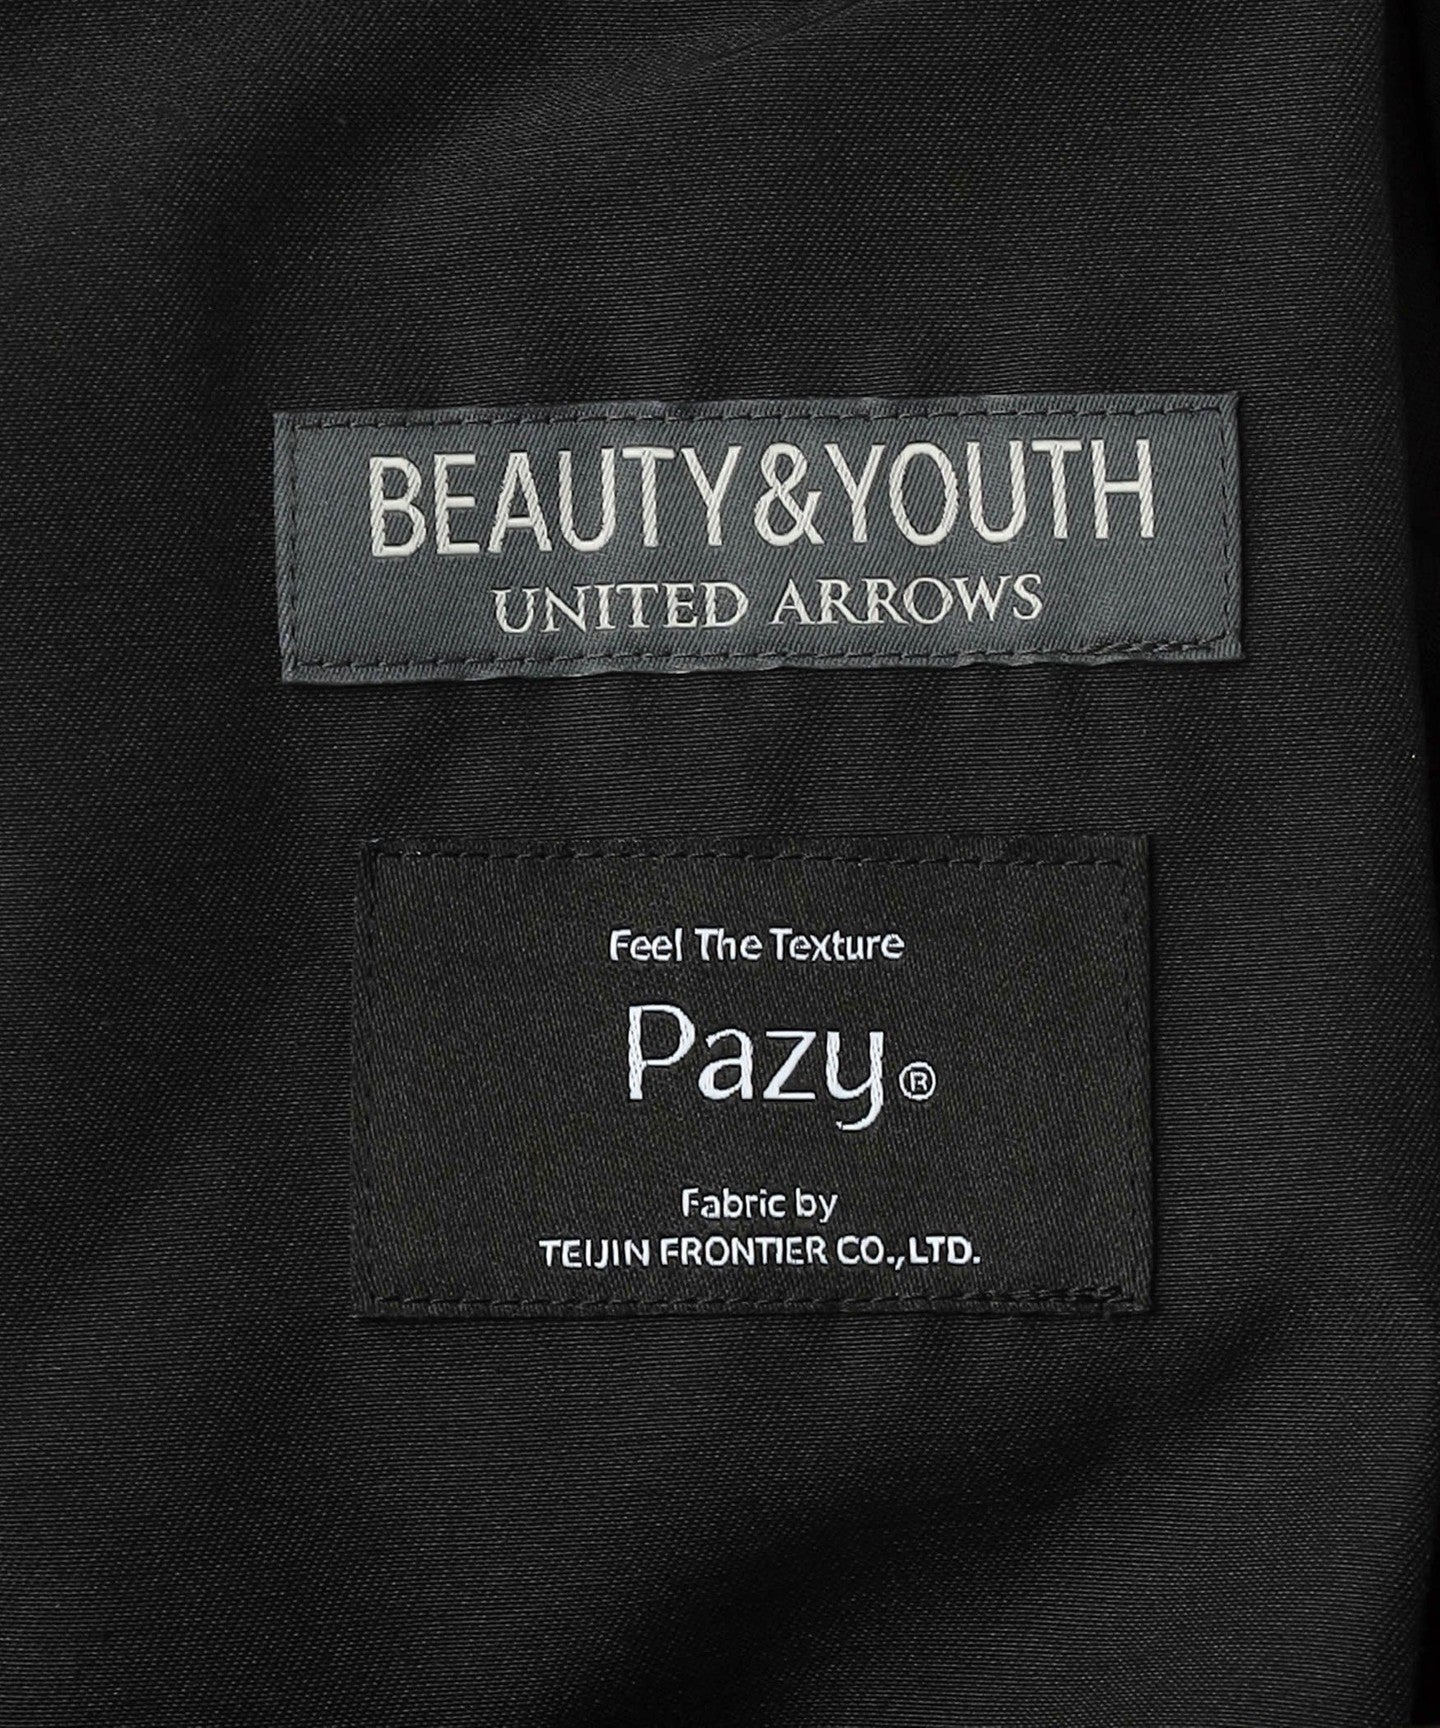 BEAUTY&YOUTH
UNITED ARROWS
Feel The Texture
Pazy®
Fabric by
TEIJIN FRONTIER CO.,LTD.